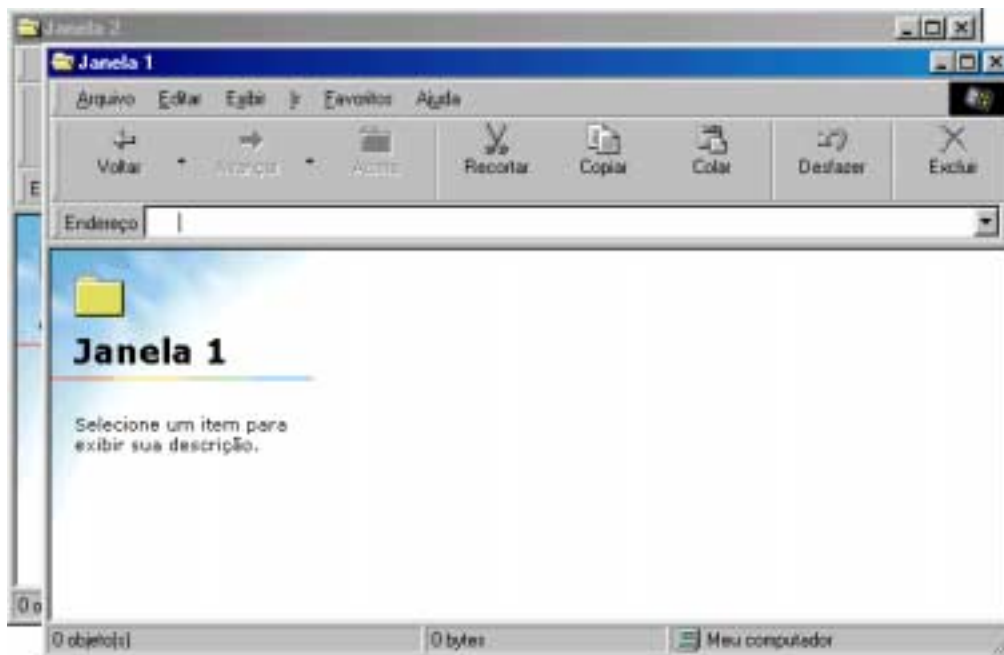 Janela 2
Janela 1
Arquivo Editar Exibir Ir Favoritos Ajuda
Voltar Avançar Acima Recortar Copiar Colar Desfazer Excluir
E
Endereço
Janela 1
Selecione um item para
exibir sua descrição.
0 o
0 objeto(s) 0 bytes Meu computador